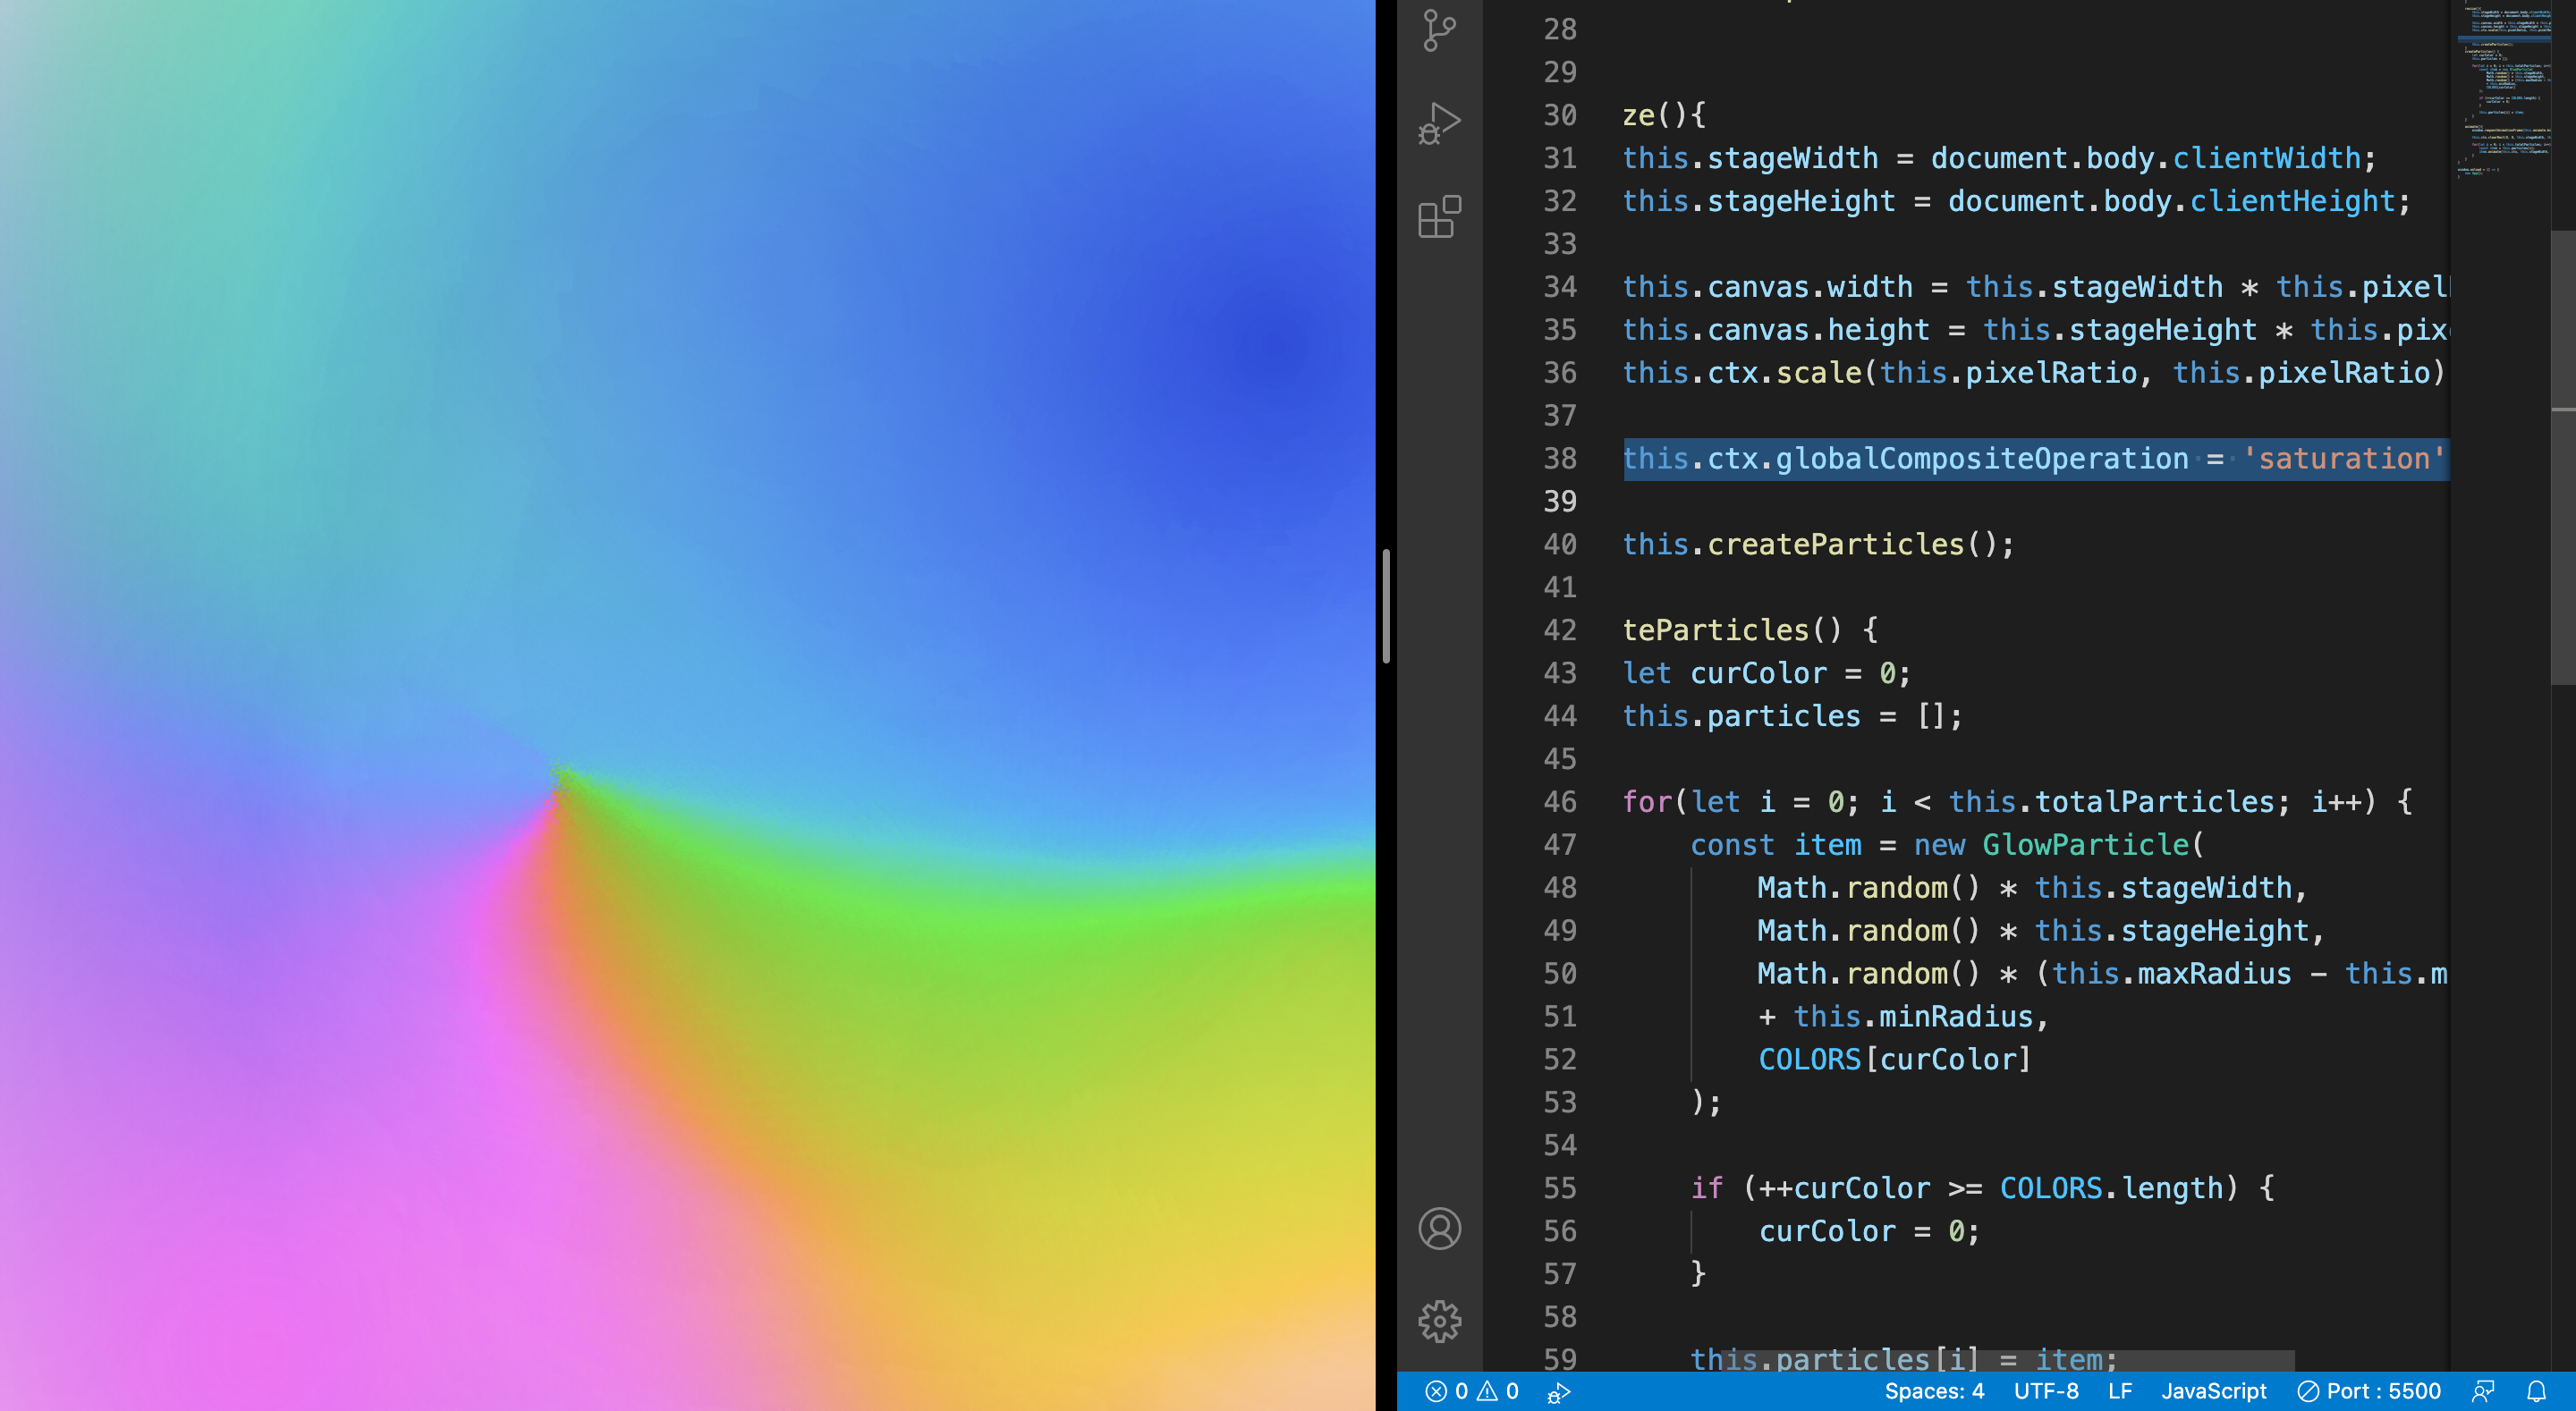 28
29
30 ze(){
31 this.stageWidth = document.body.clientWidth;
32 this.stageHeight = document.body.clientHeight;
33
34 this.canvas.width = this.stageWidth * this.pixel
35 this.canvas.height = this.stageHeight * this.pix
36 this.ctx.scale(this.pixelRatio, this.pixelRatio)
37
38 this.ctx.globalCompositeOperation = 'saturation'
39
40 this.createParticles();
41
42 teParticles() {
43 let curColor = 0;
44 this.particles = [];
45
46 for(let i = 0; i < this.totalParticles; i++) {
47 const item = new GlowParticle(
48 Math.random() * this.stageWidth,
49 Math.random() * this.stageHeight,
50 Math.random() * (this.maxRadius - this.m
51 + this.minRadius,
52 COLORS[curColor]
53 );
54
55 if (++curColor >= COLORS.length) {
56 curColor = 0;
57 }
58
59 this.particles[i] = item;
0 0 Spaces: 4 UTF-8 LF JavaScript Port : 5500